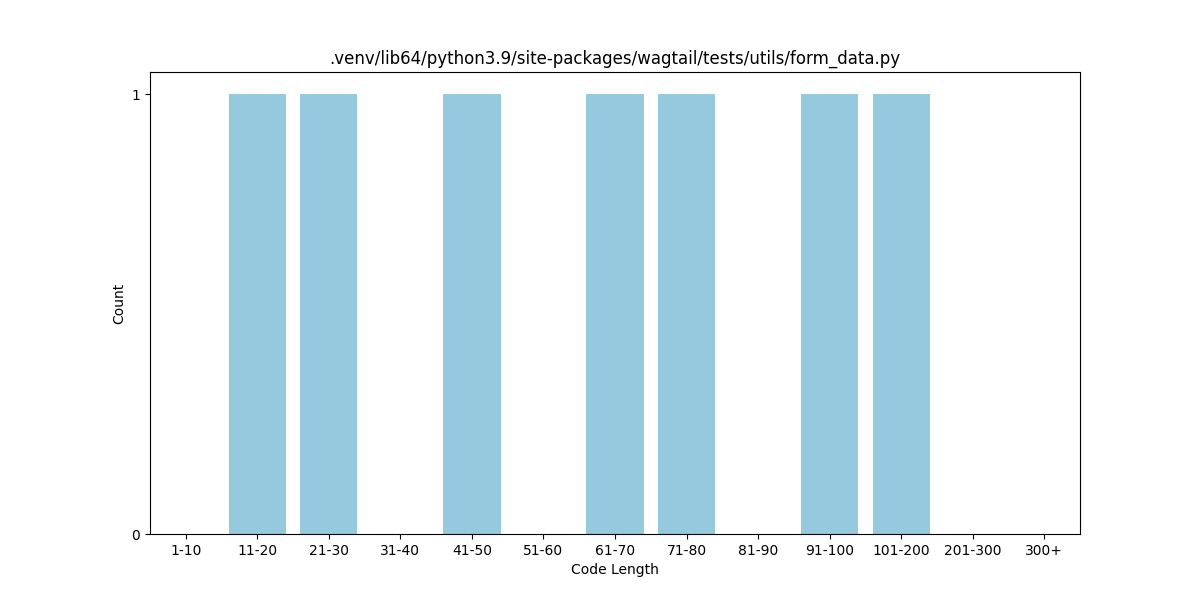 .venv/lib64/python3.9/site-packages/wagtail/tests/utils/form_data.py
1
Count
0
1-10 11-20 21-30 31-40 41-50 51-60 61-70 71-80 81-90 91-100 101-200 201-300 300+
Code Length